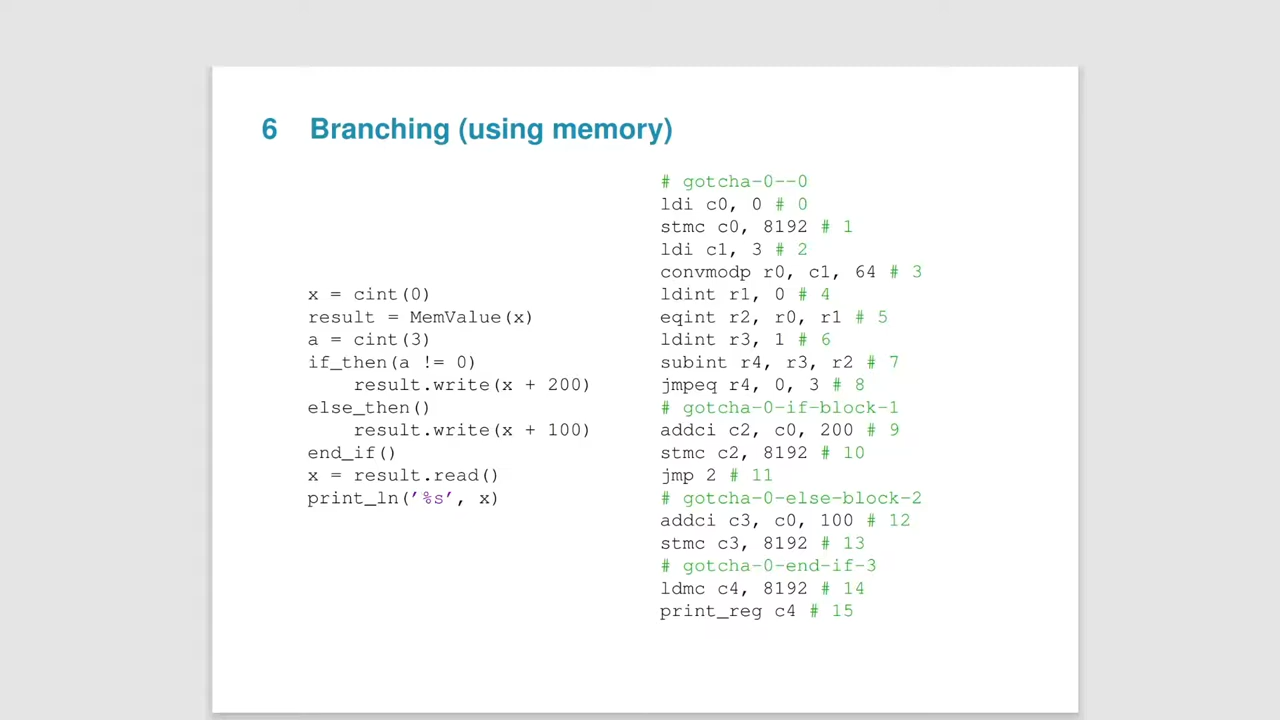 6 Branching (using memory)
x = cint(0)
result = MemValue(x)
a = cint(3)
if_then(a != 0)
    result.write(x + 200)
else_then()
    result.write(x + 100)
end_if()
x = result.read()
print_ln('%s', x)
# gotcha-0--0
ldi c0, 0 # 0
stmc c0, 8192 # 1
ldi c1, 3 # 2
convmodp r0, c1, 64 # 3
ldint r1, 0 # 4
eqint r2, r0, r1 # 5
ldint r3, 1 # 6
subint r4, r3, r2 # 7
jmpeq r4, 0, 3 # 8
# gotcha-0-if-block-1
addci c2, c0, 200 # 9
stmc c2, 8192 # 10
jmp 2 # 11
# gotcha-0-else-block-2
addci c3, c0, 100 # 12
stmc c3, 8192 # 13
# gotcha-0-end-if-3
ldmc c4, 8192 # 14
print_reg c4 # 15